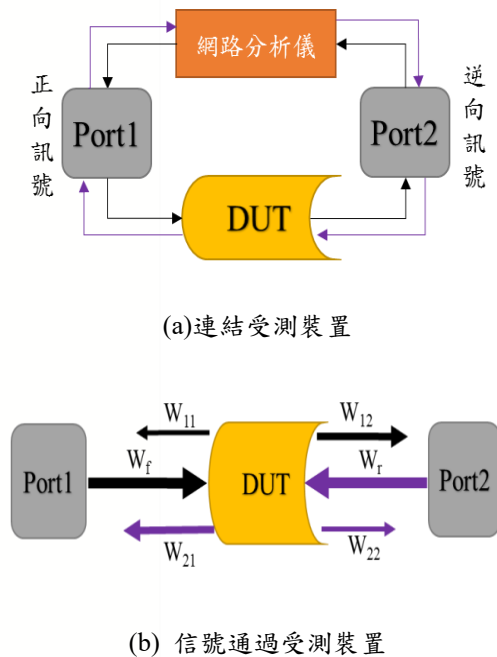 網路分析儀
正向訊號
Port1
逆向訊號
Port2
DUT
(a)連結受測裝置
W11
W12
Port1
Wf
DUT
Wr
Port2
W21
W22
(b) 信號通過受測裝置